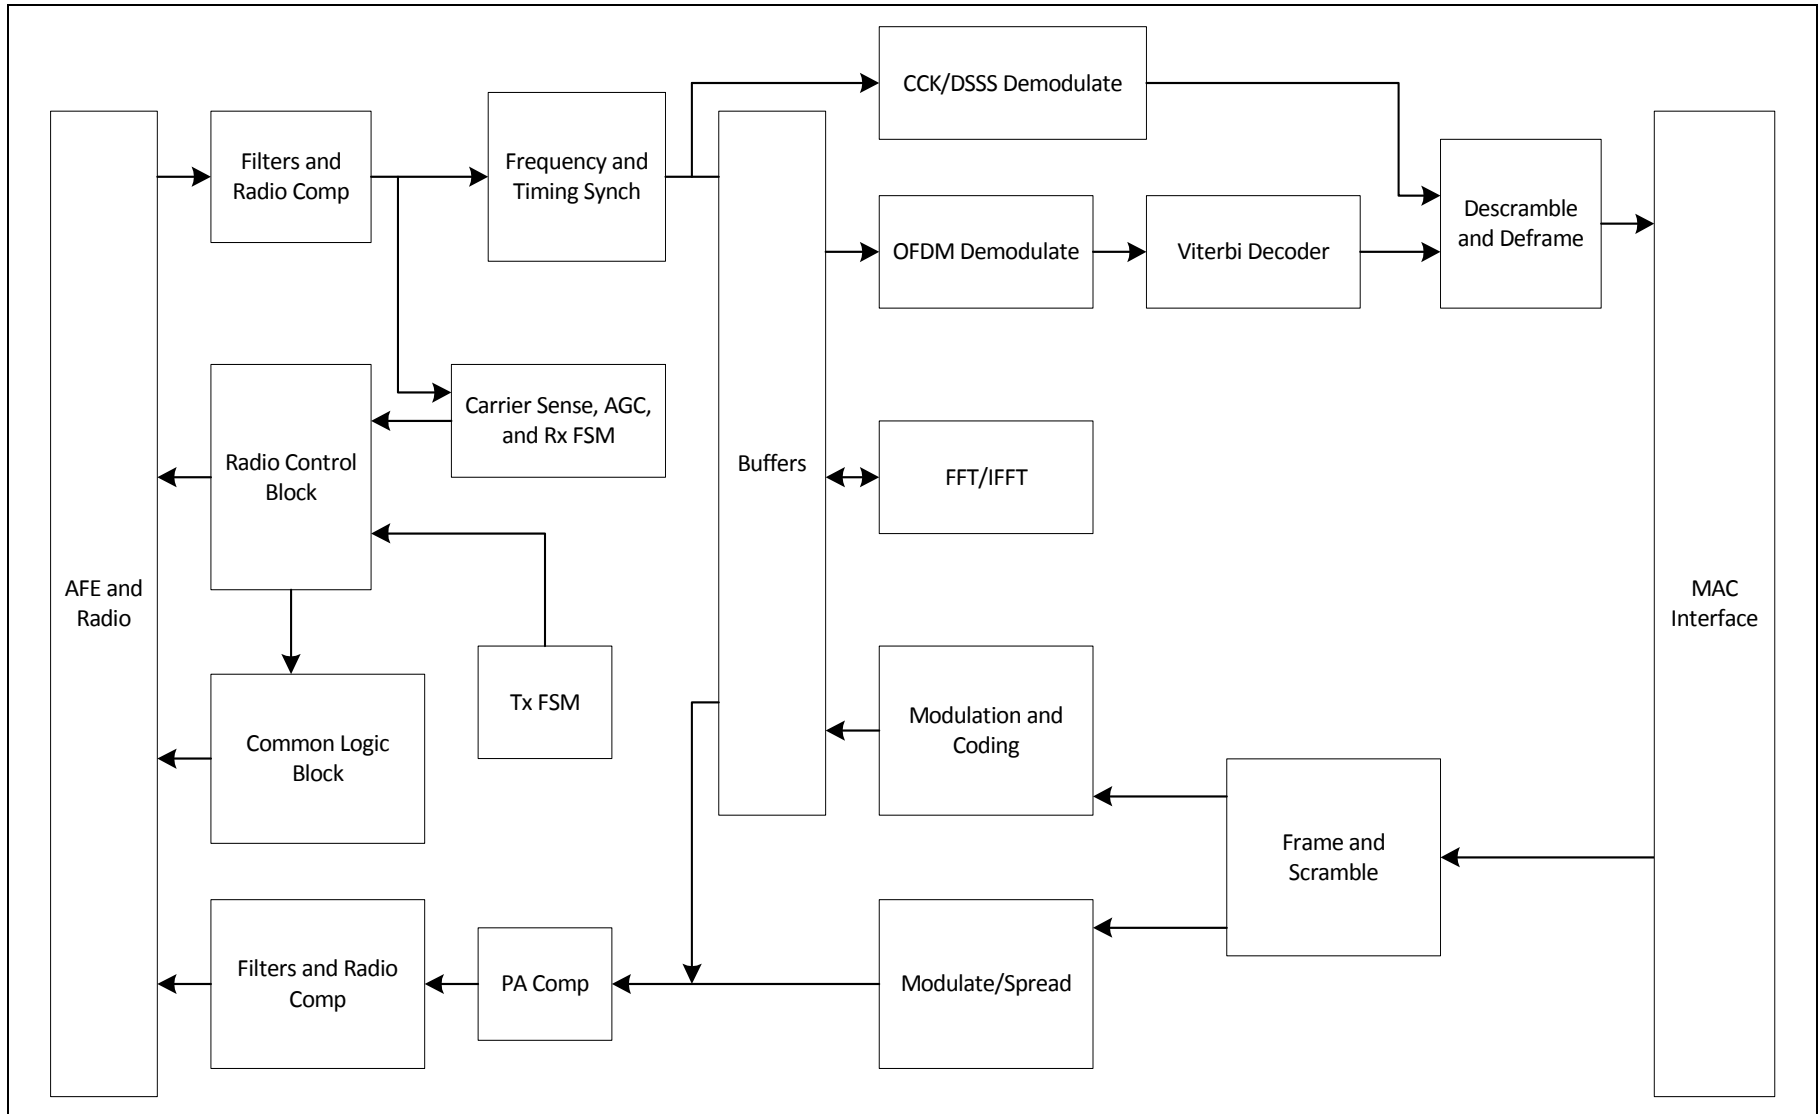 CCK/DSSS Demodulate
Filters and
Radio Comp
Frequency and
Timing Synch
Descramble
and Deframe
OFDM Demodulate
Viterbi Decoder
Carrier Sense, AGC,
and Rx FSM
Radio Control
Block
Buffers
FFT/IFFT
AFE and
Radio
MAC
Interface
Tx FSM
Modulation and
Coding
Common Logic
Block
Frame and
Scramble
Filters and Radio
Comp
PA Comp
Modulate/Spread